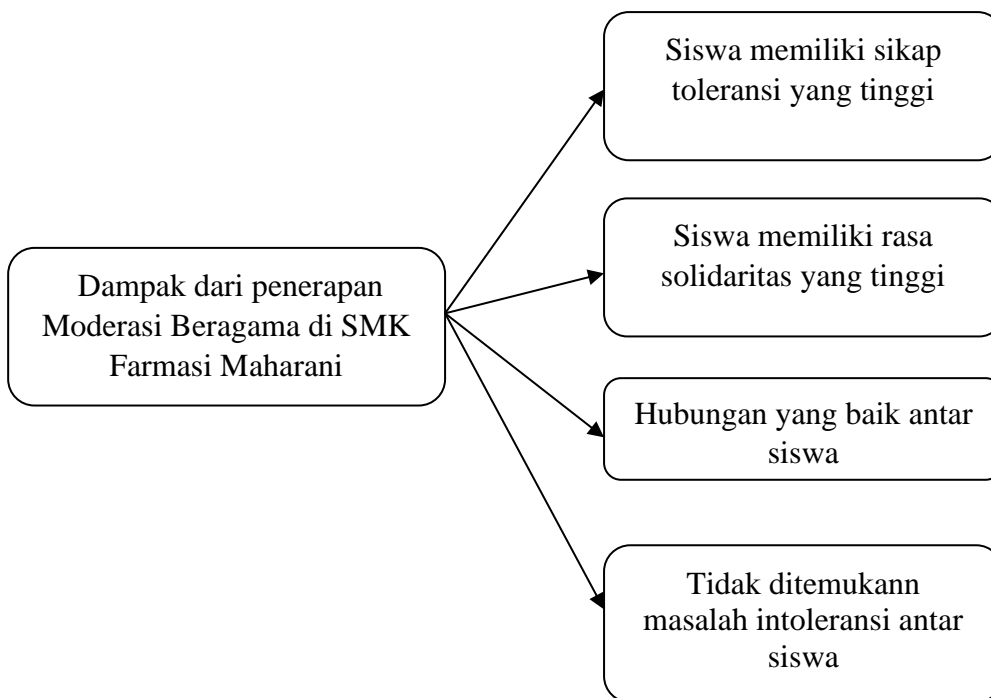 Siswa memiliki sikap
toleransi yang tinggi
Siswa memiliki rasa
solidaritas yang tinggi
Dampak dari penerapan
Moderasi Beragama di SMK
Farmasi Maharani
Hubungan yang baik antar
siswa
Tidak ditemukann
masalah intoleransi antar
siswa